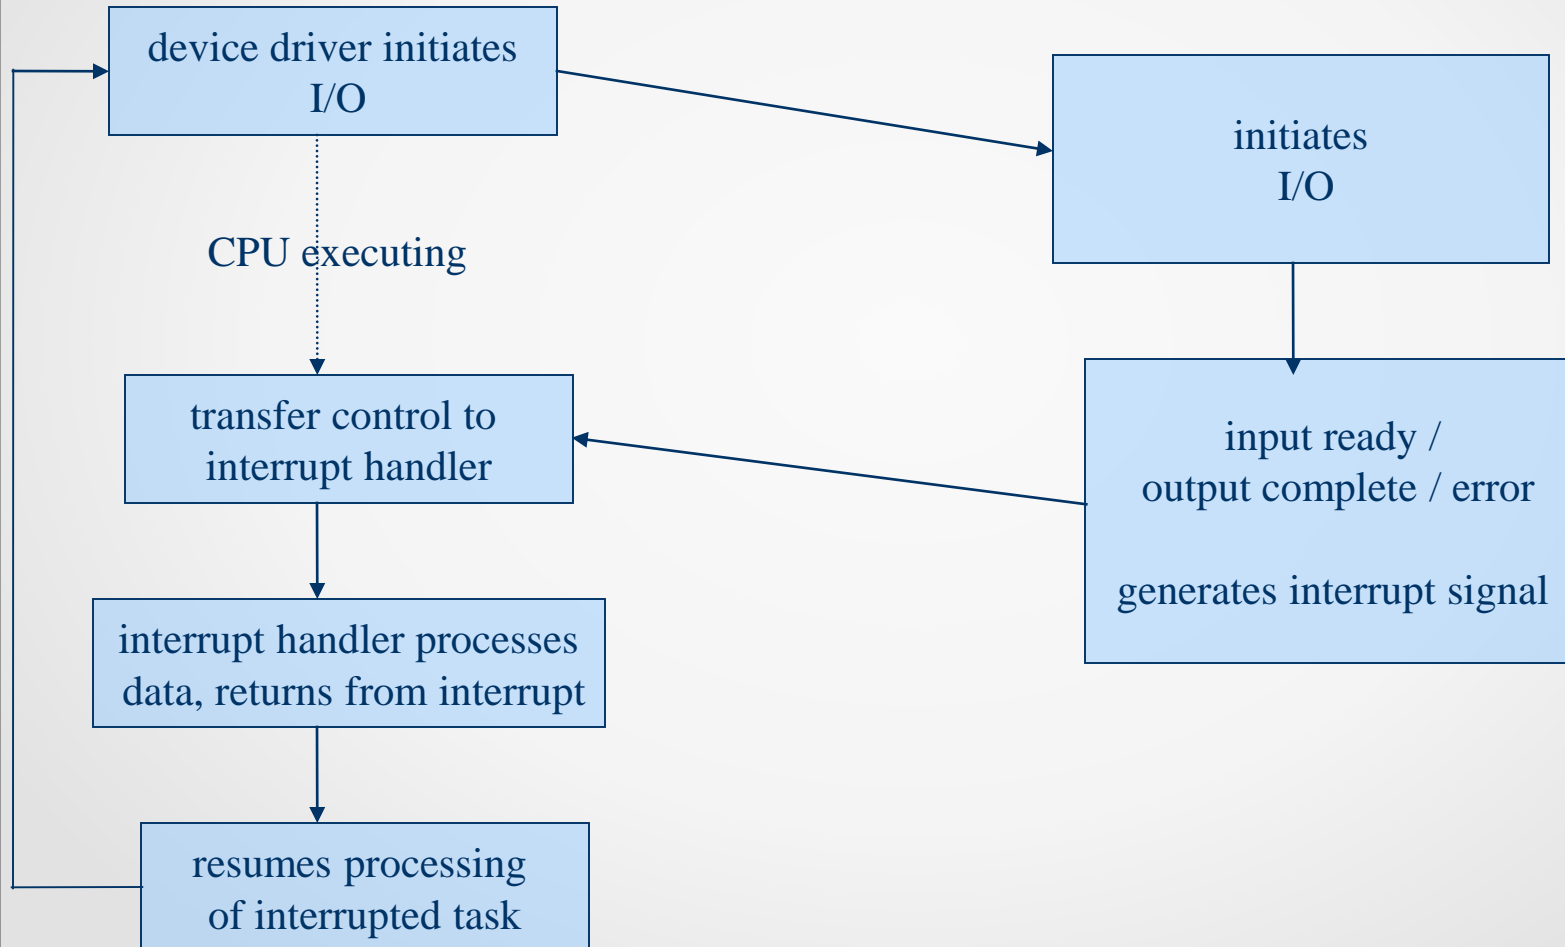 device driver initiates
I/O
initiates
I/O
CPU executing
transfer control to
interrupt handler
input ready /
output complete / error
generates interrupt signal
interrupt handler processes
data, returns from interrupt
resumes processing
of interrupted task